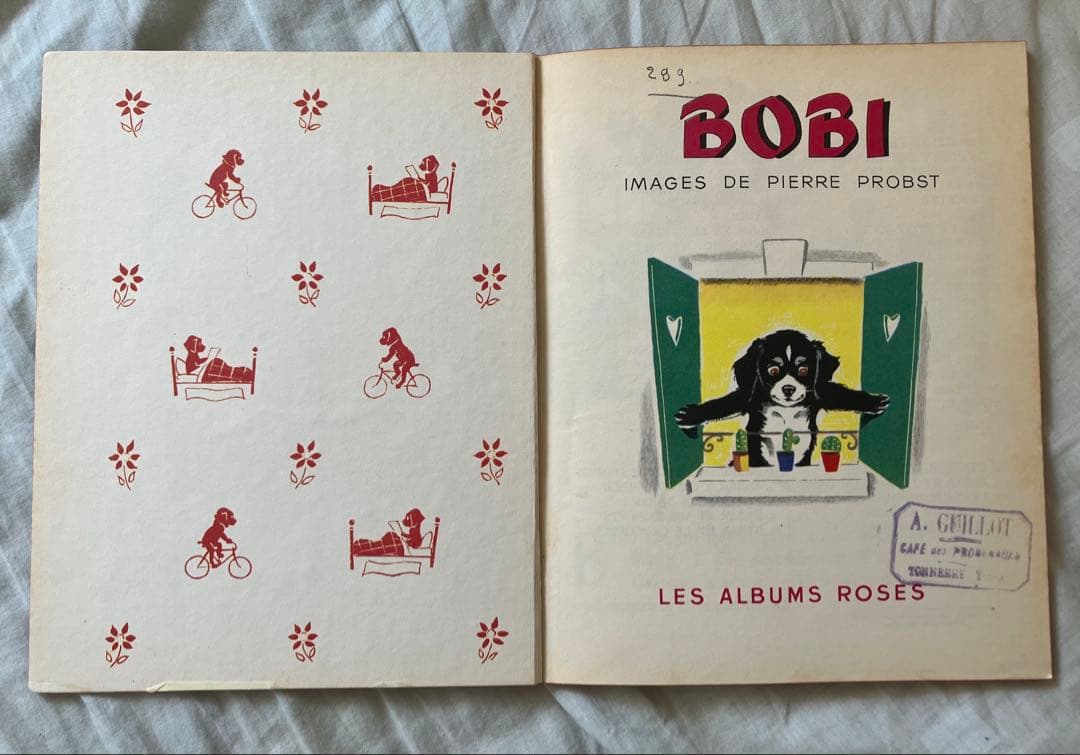 289.
BOBI
IMAGES DE PIERRE PROBST
A. GUILLOT
CAFÉ des PROMENADES
TONNERRE
LES ALBUMS ROSES